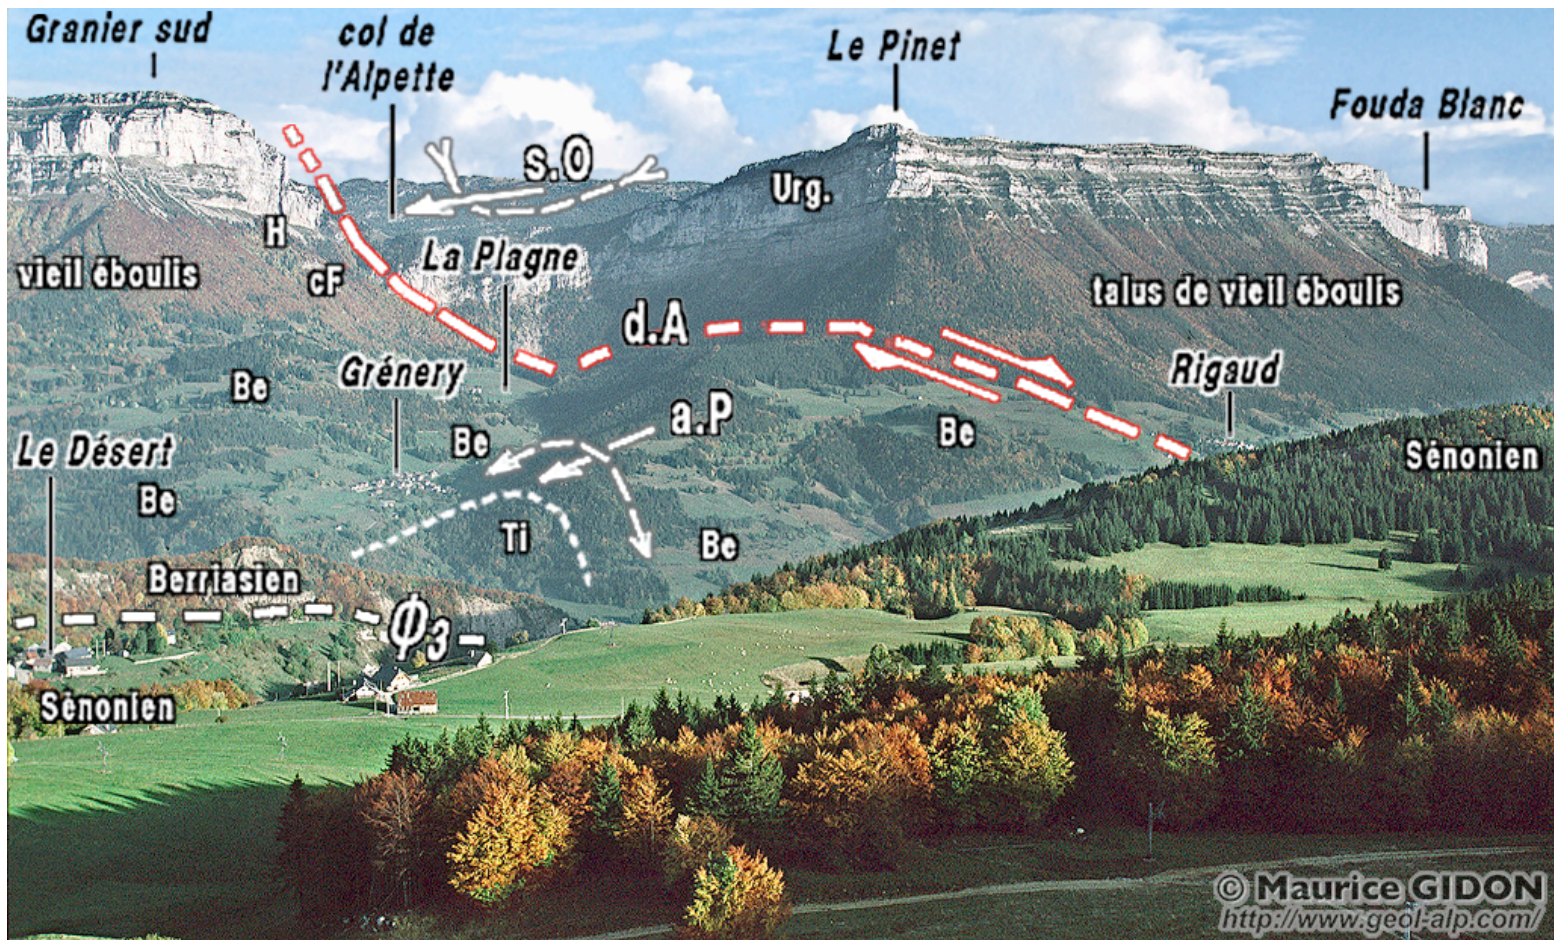 Granier sud
col de
l'Alpette
Le Pinet
Fouda Blanc
s.O
Urg.
H
La Plagne
vieil éboulis
cF
talus de vieil éboulis
d.A
Be
Grénery
Rigaud
a.P
Be
Be
Le Désert
Sénonien
Be
Ti
Be
Berriasien
φ3
Sénonien
© Maurice GIDON
http://www.geol-alp.com/